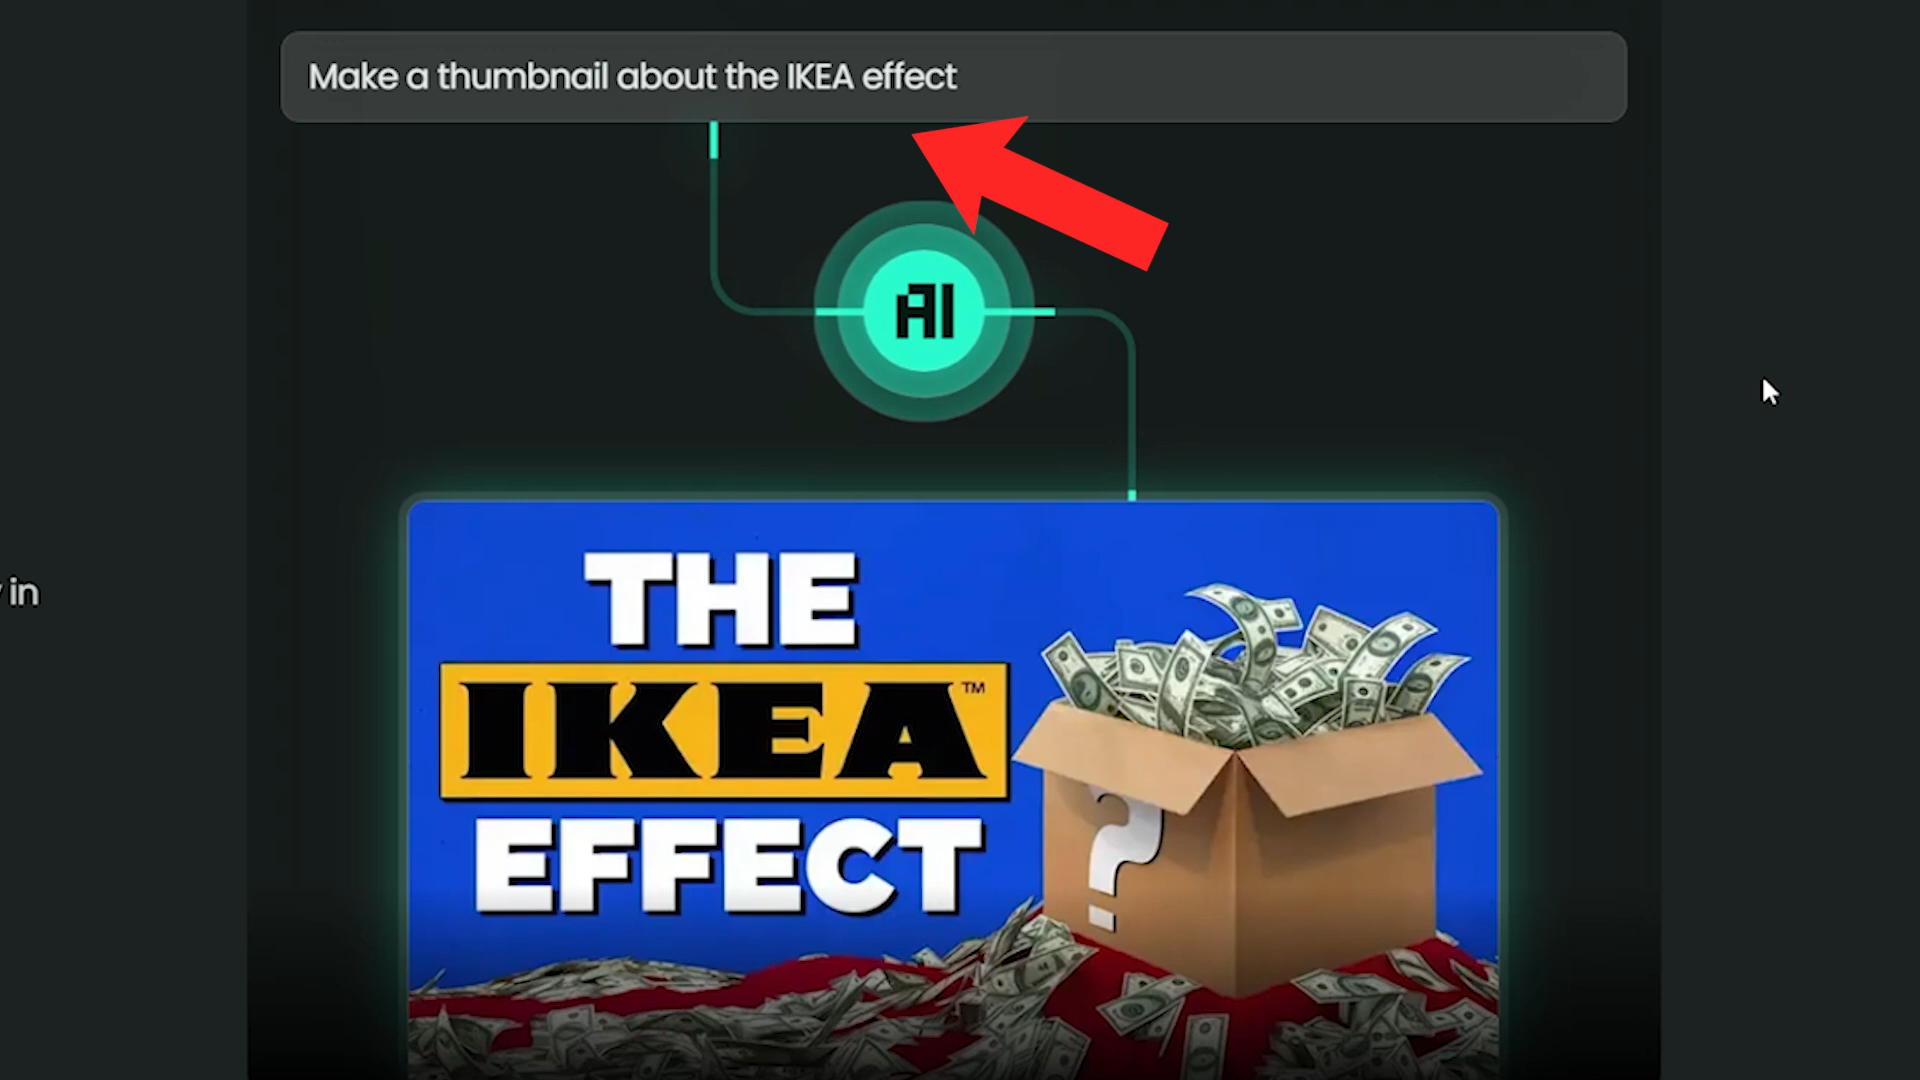 Make a thumbnail about the IKEA effect
AI
in
THE
IKEA™
EFFECT
?